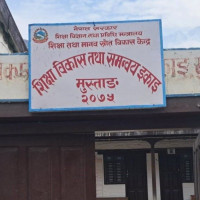 नेपाल सरकार
शिक्षा विज्ञान तथा प्रविधि मन्त्रालय
शिक्षा तथा मानव स्रोत विकास केन्द्र
शिक्षा विकास तथा समन्वय इकाइ
मुस्ताङ
२०७५